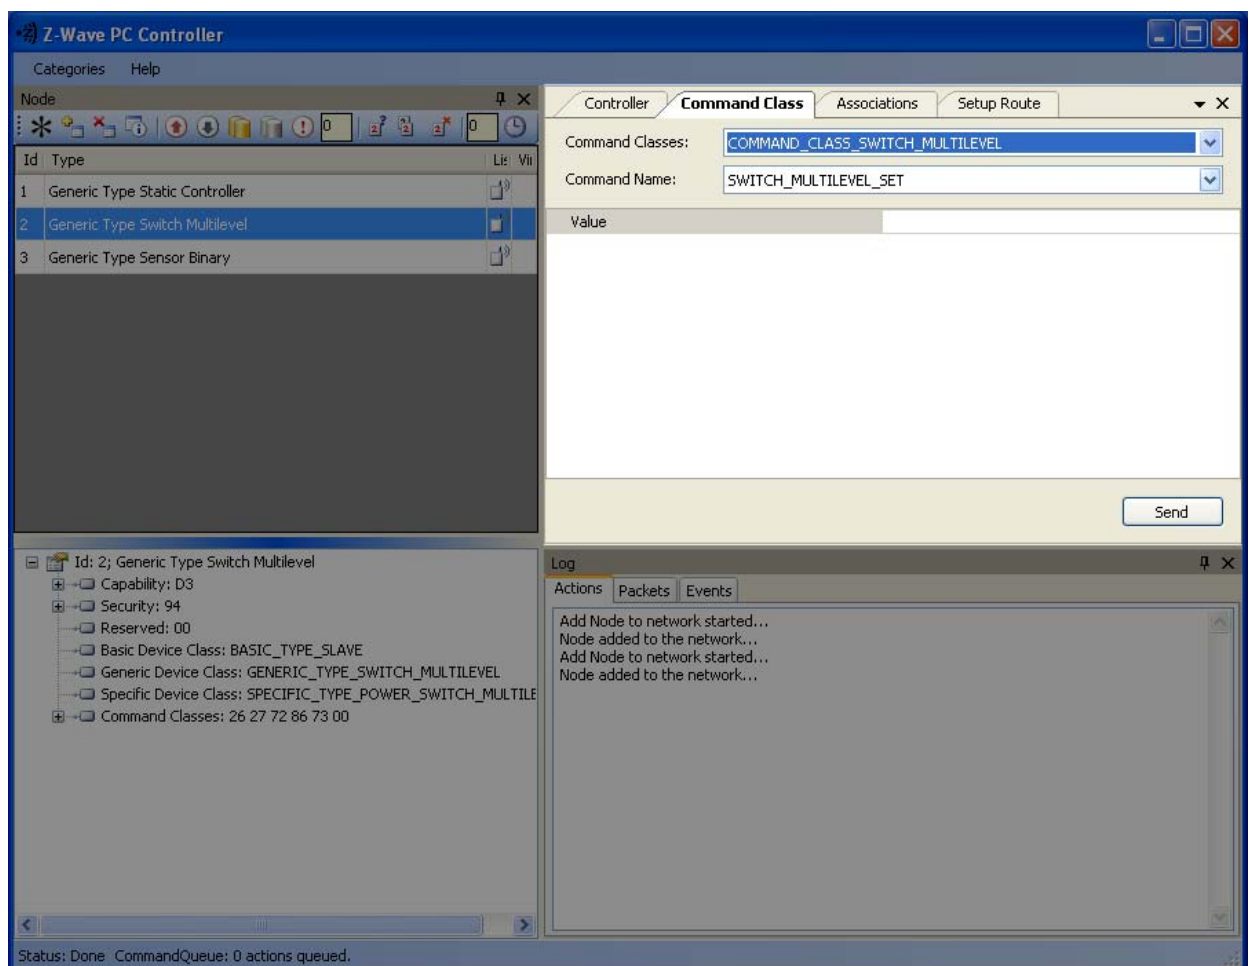 Z-Wave PC Controller
Categories Help
Node
0 0
Id Type Lis Vir
1 Generic Type Static Controller
2 Generic Type Switch Multilevel
3 Generic Type Sensor Binary
Controller Command Class Associations Setup Route
Command Classes: COMMAND_CLASS_SWITCH_MULTILEVEL
Command Name: SWITCH_MULTILEVEL_SET
Value
Send
Id: 2; Generic Type Switch Multilevel
Capability: D3
Security: 94
Reserved: 00
Basic Device Class: BASIC_TYPE_SLAVE
Generic Device Class: GENERIC_TYPE_SWITCH_MULTILEVEL
Specific Device Class: SPECIFIC_TYPE_POWER_SWITCH_MULTILE
Command Classes: 26 27 72 86 73 00
Log
Actions Packets Events
Add Node to network started...
Node added to the network...
Add Node to network started...
Node added to the network...
Status: Done CommandQueue: 0 actions queued.